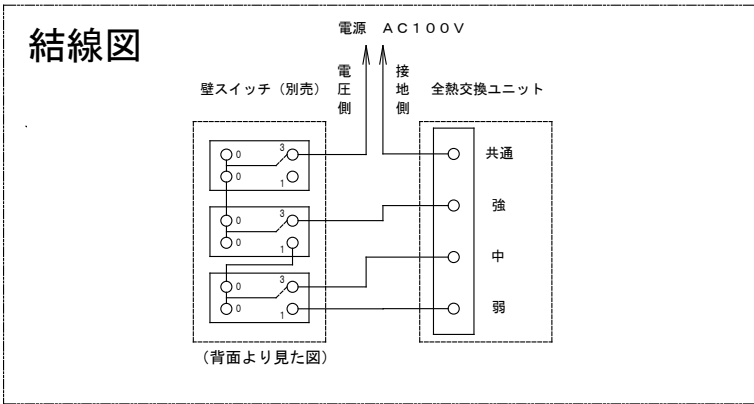 結線図
電源 AC100V
電圧側
接地側
壁スイッチ(別売)
全熱交換ユニット
0 3
0 1
0 3
0 1
0 3
0 1
共通
強
中
弱
(背面より見た図)